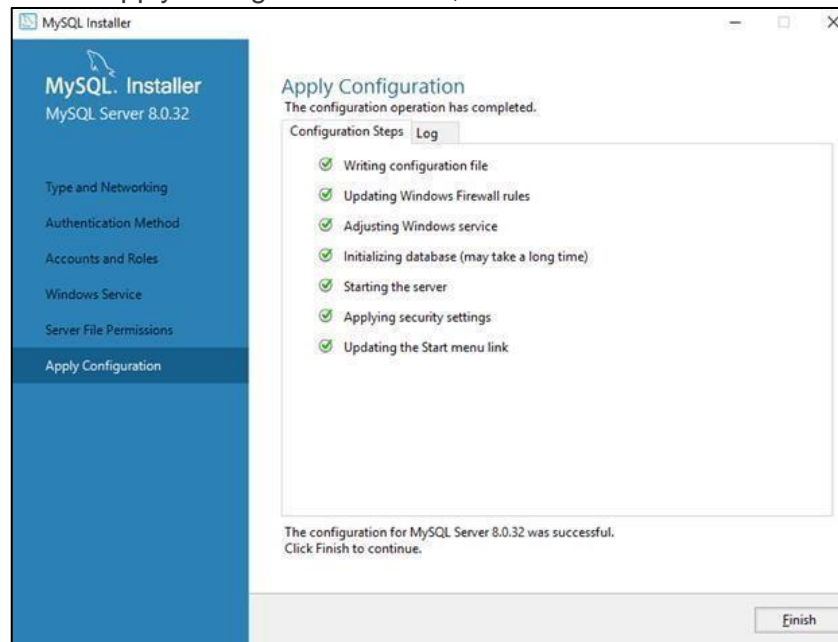 MySQL Installer
MySQL. Installer
MySQL Server 8.0.32
Type and Networking
Authentication Method
Accounts and Roles
Windows Service
Server File Permissions
Apply Configuration
Apply Configuration
The configuration operation has completed.
Configuration Steps Log
Writing configuration file
Updating Windows Firewall rules
Adjusting Windows service
Initializing database (may take a long time)
Starting the server
Applying security settings
Updating the Start menu link
The configuration for MySQL Server 8.0.32 was successful.
Click Finish to continue.
Finish